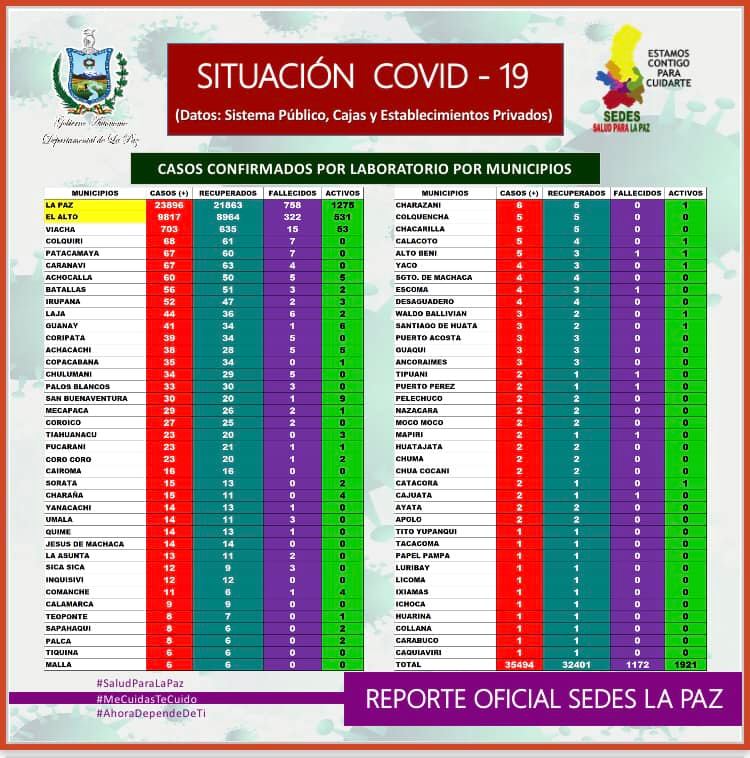 Gobierno Autónomo
Departamental de La Paz
SITUACIÓN COVID - 19
(Datos: Sistema Público, Cajas y Establecimientos Privados)
ESTAMOS
CONTIGO
PARA
CUIDARTE
SEDES
SALUD PARA LA PAZ
CASOS CONFIRMADOS POR LABORATORIO POR MUNICIPIOS
MUNICIPIOS CASOS (+) RECUPERADOS FALLECIDOS ACTIVOS
LA PAZ 23896 21863 758 1275
EL ALTO 9817 8964 322 531
VIACHA 703 635 15 53
COLQUIRI 68 61 7 0
PATACAMAYA 67 60 7 0
CARANAVI 67 63 4 0
ACHOCALLA 60 50 5 5
BATALLAS 56 51 3 2
IRUPANA 52 47 2 3
LAJA 44 36 6 2
GUANAY 41 34 1 6
CORIPATA 39 34 5 0
ACHACACHI 38 28 5 5
COPACABANA 35 34 0 1
CHULUMANI 34 29 5 0
PALOS BLANCOS 33 30 3 0
SAN BUENAVENTURA 30 20 1 9
MECAPACA 29 26 2 1
COROICO 27 25 2 0
TIAHUANACU 23 20 0 3
PUCARANI 23 21 1 1
CORO CORO 23 20 1 2
CAIROMA 16 16 0 0
SORATA 15 13 0 2
CHARAÑA 15 11 0 4
YANACACHI 14 13 1 0
UMALA 14 11 3 0
QUIME 14 13 1 0
JESUS DE MACHACA 14 14 0 0
LA ASUNTA 13 11 2 0
SICA SICA 12 9 3 0
INQUISIVI 12 12 0 0
COMANCHE 11 6 1 4
CALAMARCA 9 9 0 0
TEOPONTE 8 7 0 1
SAPAHAQUI 8 6 0 2
PALCA 8 6 0 2
TIQUINA 6 6 0 0
MALLA 6 6 0 0
MUNICIPIOS CASOS (+) RECUPERADOS FALLECIDOS ACTIVOS
CHARAZANI 6 5 0 1
COLQUENCHA 5 5 0 0
CHACARILLA 5 5 0 0
CALACOTO 5 4 0 1
ALTO BENI 5 3 1 1
YACO 4 3 0 1
SGTO. DE MACHACA 4 4 0 0
ESCOMA 4 3 1 0
DESAGUADERO 4 4 0 0
WALDO BALLIVIAN 3 2 0 1
SANTIAGO DE HUATA 3 2 0 1
PUERTO ACOSTA 3 3 0 0
GUAQUI 3 3 0 0
ANCORAIMES 3 3 0 0
TIPUANI 2 1 1 0
PUERTO PEREZ 2 1 1 0
PELECHUCO 2 2 0 0
NAZACARA 2 2 0 0
MOCO MOCO 2 2 0 0
MAPIRI 2 1 1 0
HUATAJATA 2 2 0 0
CHUMA 2 2 0 0
CHUA COCANI 2 2 0 0
CATACORA 2 1 0 1
CAJUATA 2 1 1 0
AYATA 2 2 0 0
APOLO 2 2 0 0
TITO YUPANQUI 1 1 0 0
TACACOMA 1 1 0 0
PAPEL PAMPA 1 1 0 0
LURIBAY 1 1 0 0
LICOMA 1 1 0 0
IXIAMAS 1 1 0 0
ICHOCA 1 1 0 0
HUARINA 1 1 0 0
COLLANA 1 1 0 0
CARABUCO 1 1 0 0
CAQUIAVIRI 1 1 0 0
TOTAL 35494 32401 1172 1921
#SaludParaLaPaz
#MeCuidasTeCuido
#AhoraDependeDeTi
REPORTE OFICIAL SEDES LA PAZ